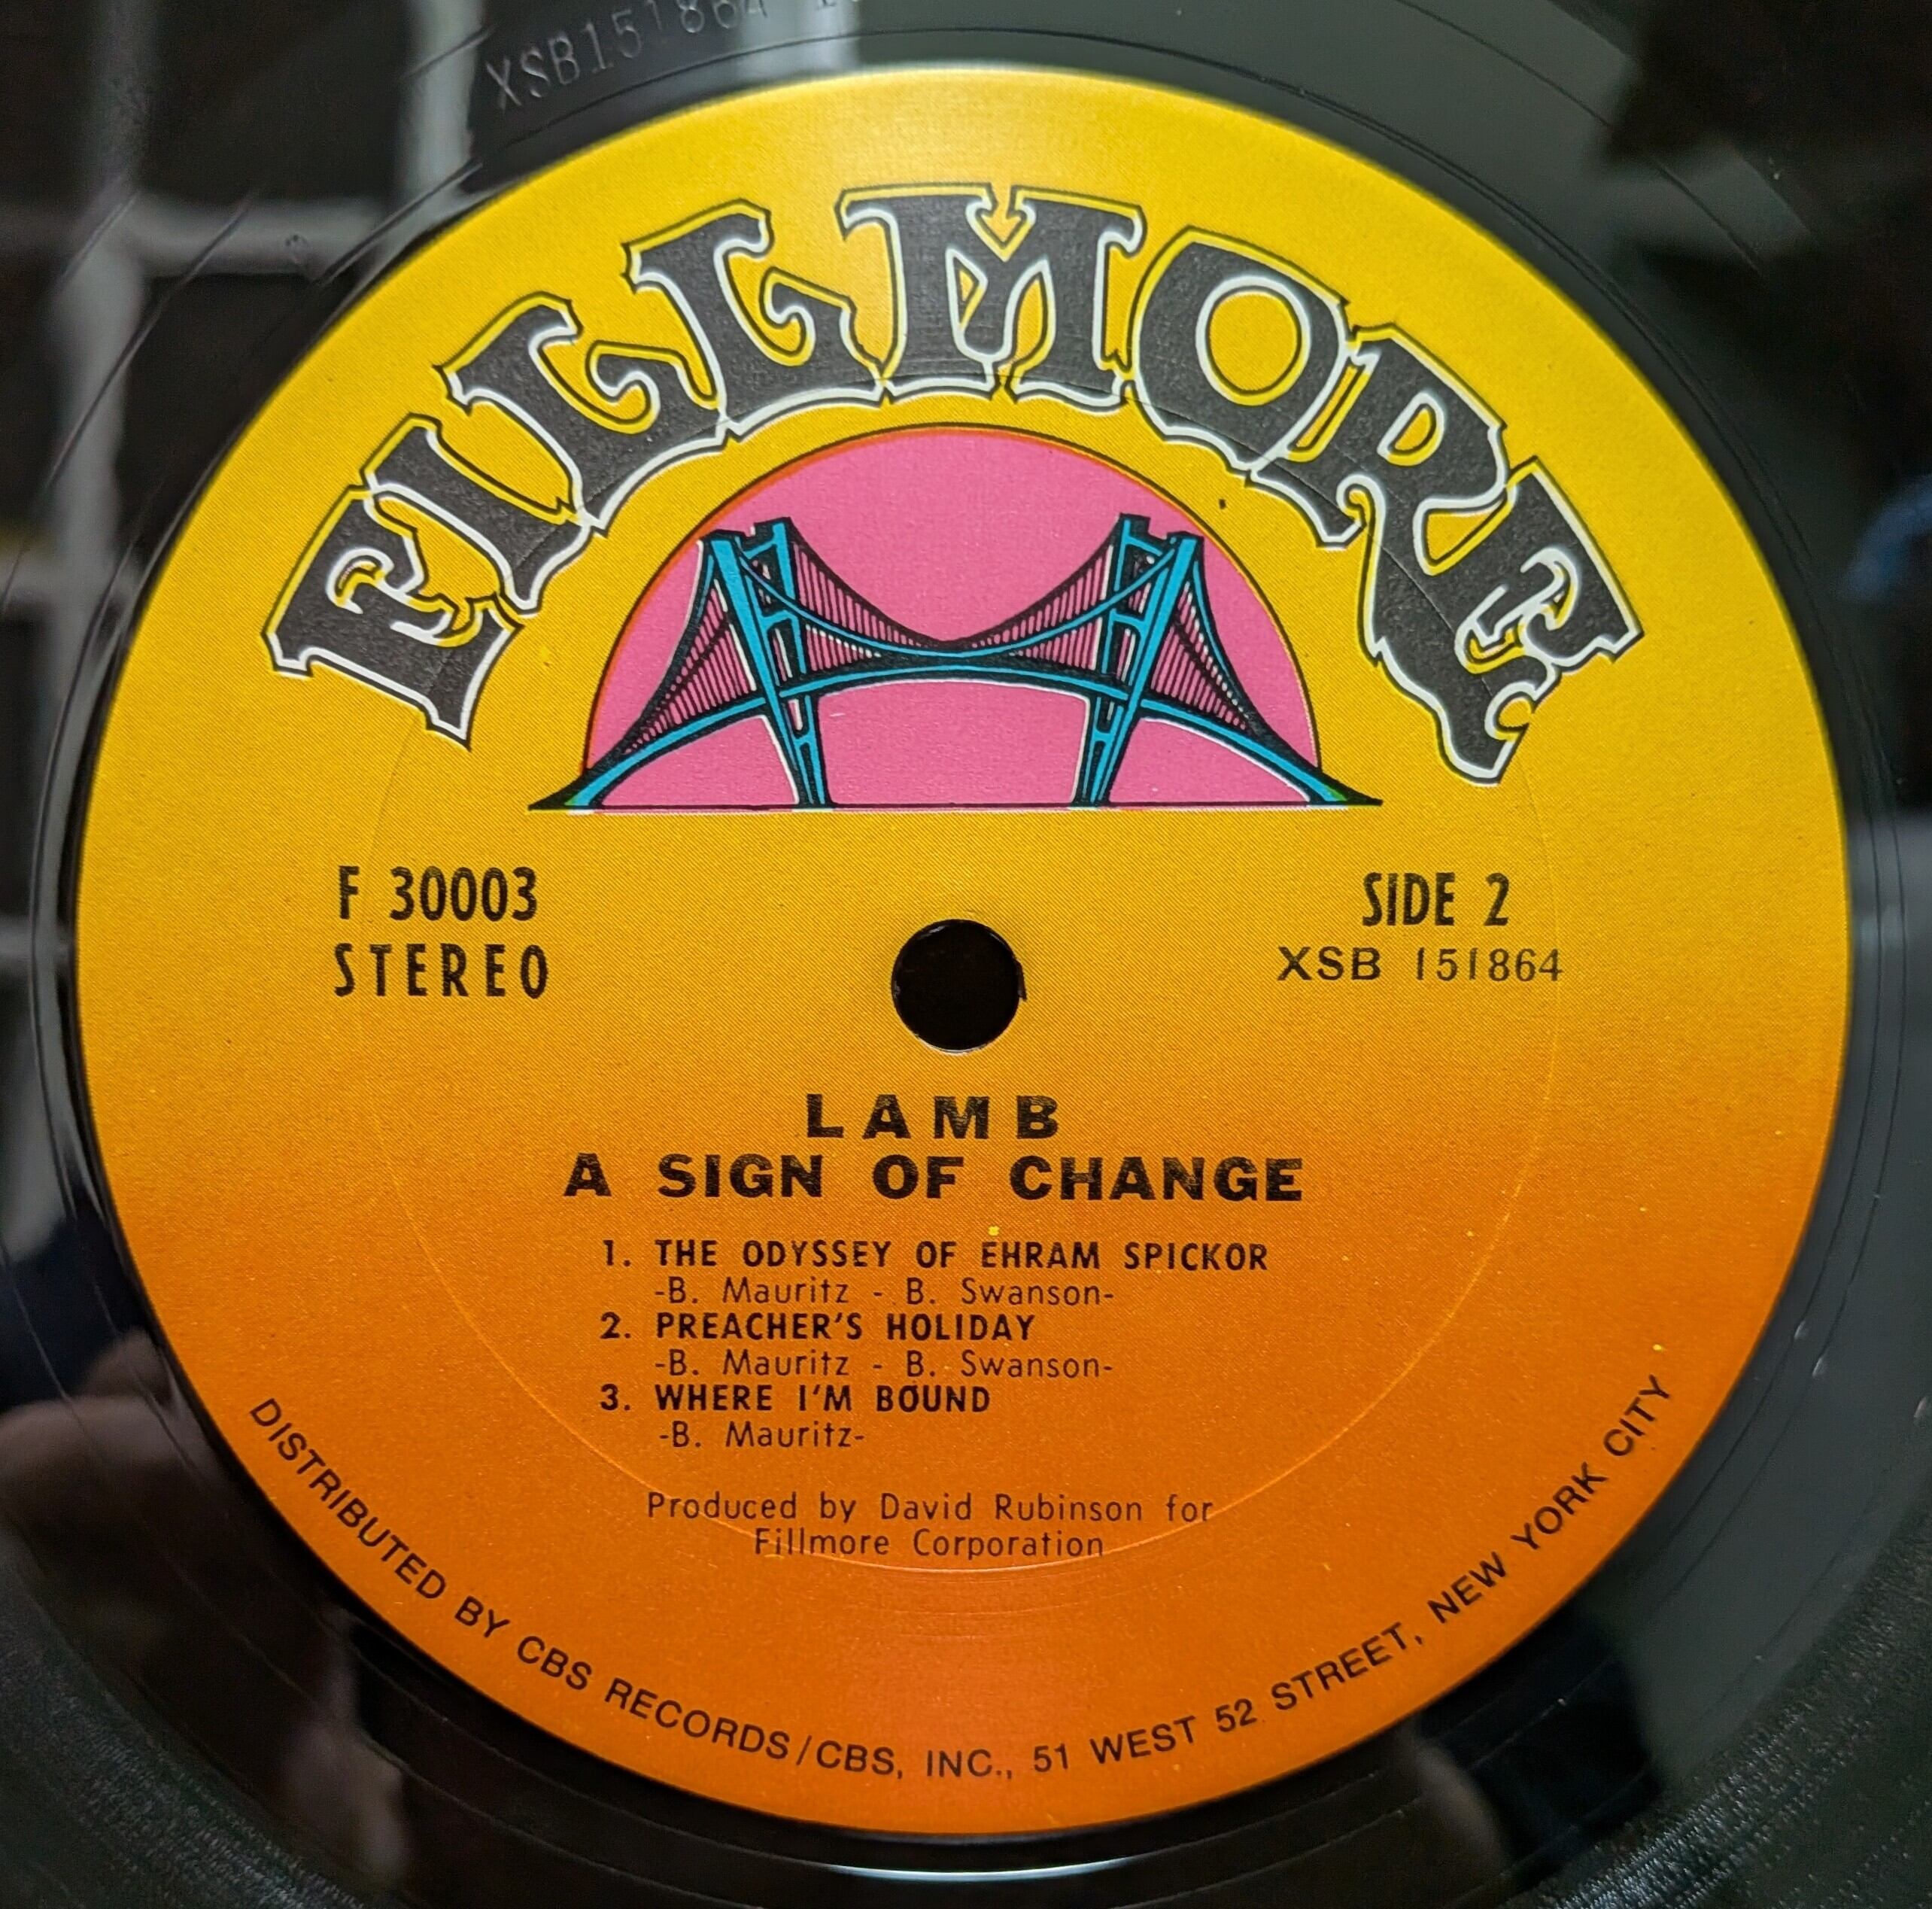 XSB151864
FILLMORE
F 30003
STEREO
SIDE 2
XSB 151864
LAMB
A SIGN OF CHANGE
1. THE ODYSSEY OF EHRAM SPICKOR
-B. Mauritz - B. Swanson-
2. PREACHER'S HOLIDAY
-B. Mauritz - B. Swanson-
3. WHERE I'M BOUND
-B. Mauritz-
Produced by David Rubinson for
Fillmore Corporation
DISTRIBUTED BY CBS RECORDS/CBS, INC., 51 WEST 52 STREET, NEW YORK CITY